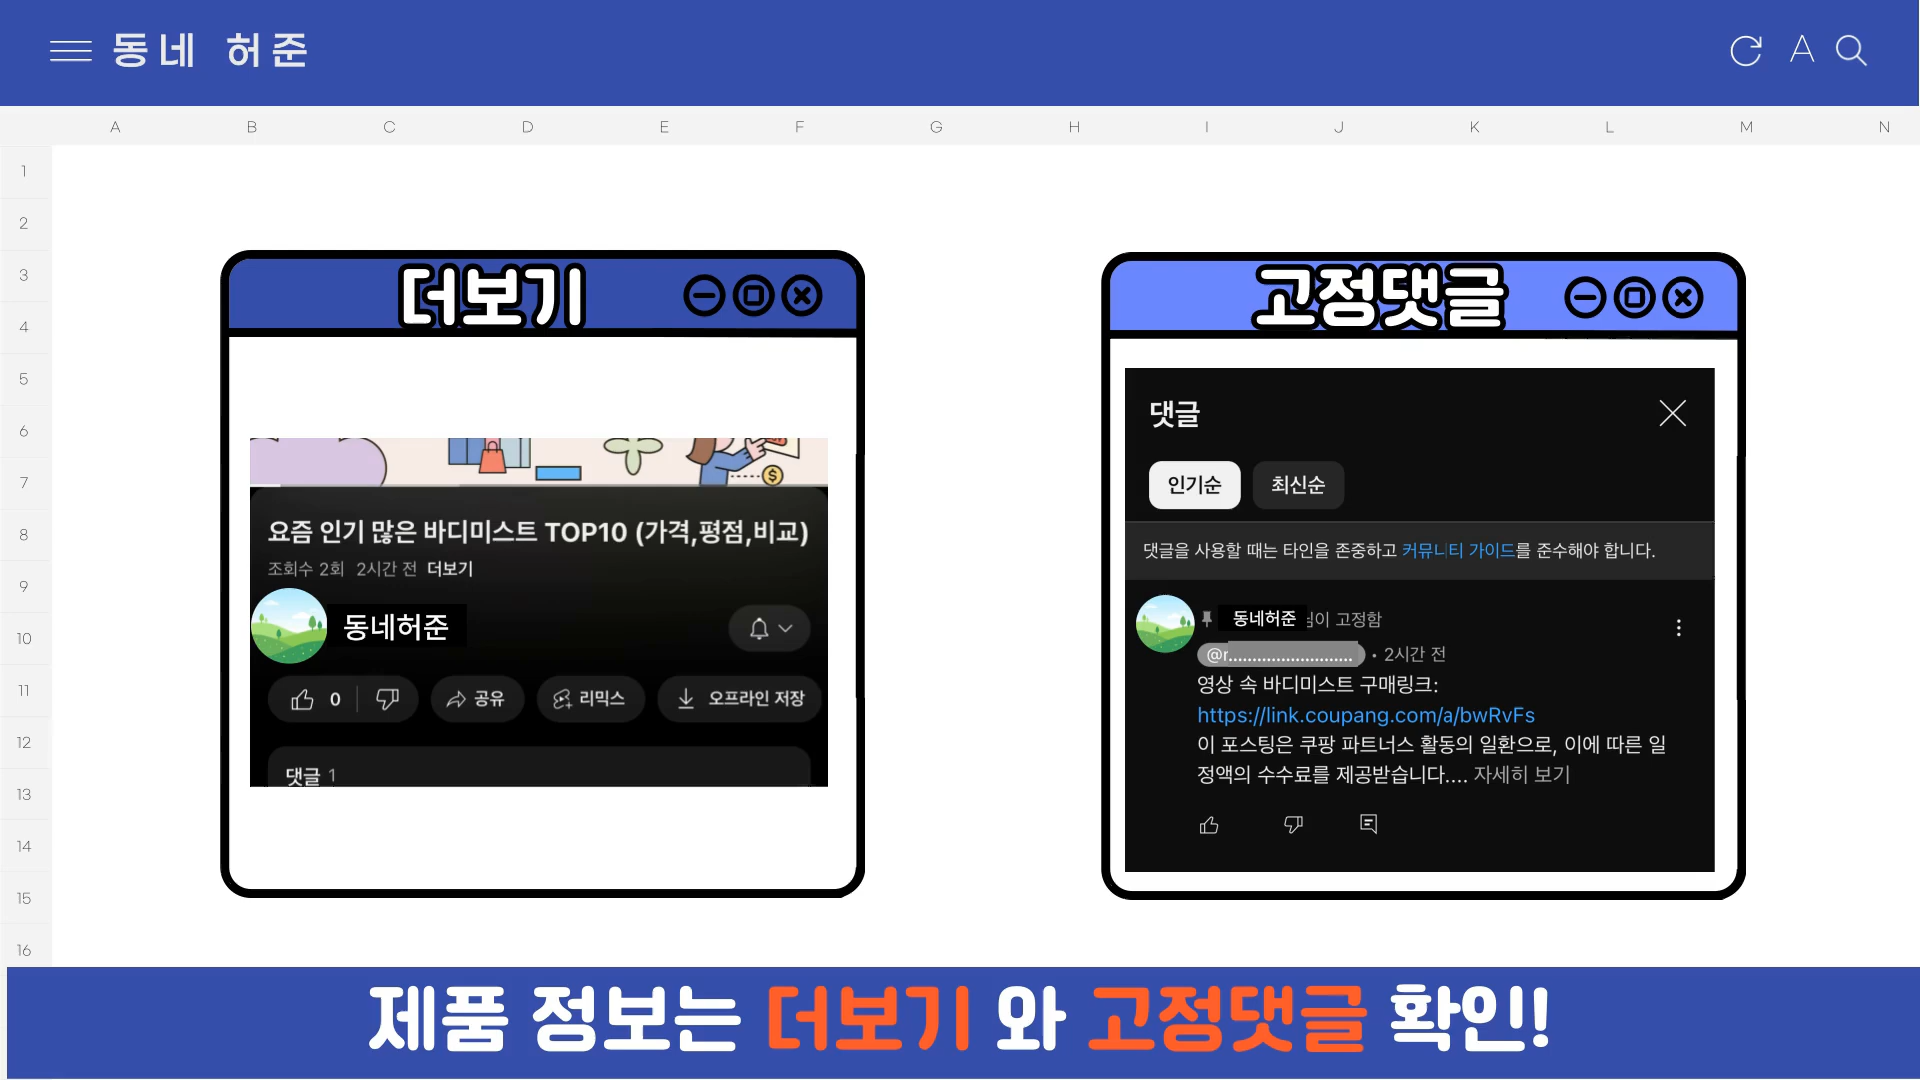 동네 허준
A
A B C D E F G H I J K L M N
1
2
3
4
5
6
7
8
9
10
11
12
13
14
15
16
더보기
요즘 인기 많은 바디미스트 TOP10 (가격,평점,비교)
조회수 2회 2시간 전 더보기
동네허준
0 공유 리믹스 오프라인 저장
댓글 1
고정댓글
댓글
인기순 최신순
댓글을 사용할 때는 타인을 존중하고 커뮤니티 가이드를 준수해야 합니다.
동네허준 님이 고정함
@r.......................... • 2시간 전
영상 속 바디미스트 구매링크:
https://link.coupang.com/a/bwRvFs
이 포스팅은 쿠팡 파트너스 활동의 일환으로, 이에 따른 일
정액의 수수료를 제공받습니다.... 자세히 보기
제품 정보는 더보기 와 고정댓글 확인!